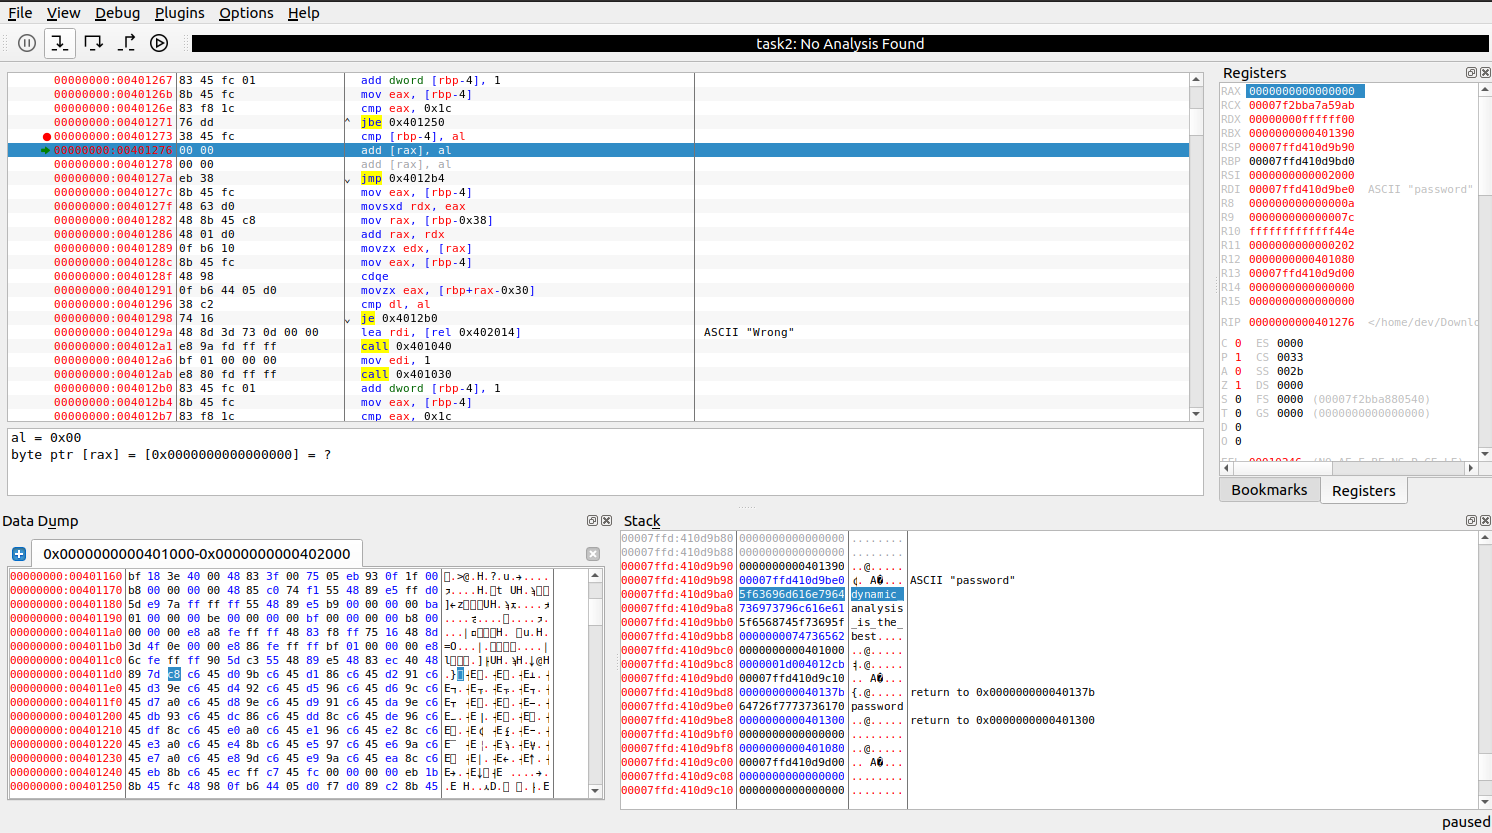 File View Debug Plugins Options Help
task2: No Analysis Found
00000000:00401267 83 45 fc 01 add dword [rbp-4], 1
00000000:0040126b 8b 45 fc mov eax, [rbp-4]
00000000:0040126e 83 f8 1c cmp eax, 0x1c
00000000:00401271 76 dd jbe 0x401250
00000000:00401273 38 45 fc cmp [rbp-4], al
00000000:00401276 00 00 add [rax], al
00000000:00401278 00 00 add [rax], al
00000000:0040127a eb 38 jmp 0x4012b4
00000000:0040127c 8b 45 fc mov eax, [rbp-4]
00000000:0040127f 48 63 d0 movsxd rdx, eax
00000000:00401282 48 8b 45 c8 mov rax, [rbp-0x38]
00000000:00401286 48 01 d0 add rax, rdx
00000000:00401289 0f b6 10 movzx edx, [rax]
00000000:0040128c 8b 45 fc mov eax, [rbp-4]
00000000:0040128f 48 98 cdqe
00000000:00401291 0f b6 44 05 d0 movzx eax, [rbp+rax-0x30]
00000000:00401296 38 c2 cmp dl, al
00000000:00401298 74 16 je 0x4012b0
00000000:0040129a 48 8d 3d 73 0d 00 00 lea rdi, [rel 0x402014] ASCII "Wrong"
00000000:004012a1 e8 9a fd ff ff call 0x401040
00000000:004012a6 bf 01 00 00 00 mov edi, 1
00000000:004012ab e8 80 fd ff ff call 0x401030
00000000:004012b0 83 45 fc 01 add dword [rbp-4], 1
00000000:004012b4 8b 45 fc mov eax, [rbp-4]
00000000:004012b7 83 f8 1c cmp eax, 0x1c
al = 0x00
byte ptr [rax] = [0x0000000000000000] = ?
Registers
RAX 0000000000000000
RCX 00007f2bba7a59ab
RDX 00000000ffffff00
RBX 0000000000401390
RSP 00007ffd410d9b90
RBP 00007ffd410d9bd0
RSI 0000000000002000
RDI 00007ffd410d9be0 ASCII "password"
R8 000000000000000a
R9 000000000000007c
R10 fffffffffffff44e
R11 0000000000000202
R12 0000000000401080
R13 00007ffd410d9d00
R14 0000000000000000
R15 0000000000000000
RIP 0000000000401276 </home/dev/Downlo
C 0 ES 0000
P 1 CS 0033
A 0 SS 002b
Z 1 DS 0000
S 0 FS 0000 (00007f2bba880540)
T 0 GS 0000 (0000000000000000)
D 0
O 0
Bookmarks Registers
Data Dump
0x0000000000401000-0x0000000000402000
00000000:00401160 bf 18 3e 40 00 48 83 3f 00 75 05 eb 93 0f 1f 00
00000000:00401170 b8 00 00 00 00 48 85 c0 74 f1 55 48 89 e5 ff d0
00000000:00401180 5d e9 7a ff ff ff 55 48 89 e5 b9 00 00 00 00 ba
00000000:00401190 01 00 00 00 be 00 00 00 00 bf 00 00 00 00 b8 00
00000000:004011a0 00 00 00 e8 a8 fe ff ff 48 83 f8 ff 75 16 48 8d
00000000:004011b0 3d 4f 0e 00 00 e8 86 fe ff ff bf 01 00 00 00 e8
00000000:004011c0 6c fe ff ff 90 5d c3 55 48 89 e5 48 83 ec 40 48
00000000:004011d0 89 7d c8 c6 45 d0 9b c6 45 d1 86 c6 45 d2 91 c6
00000000:004011e0 45 d3 9e c6 45 d4 92 c6 45 d5 96 c6 45 d6 9c c6
00000000:004011f0 45 d7 a0 c6 45 d8 9e c6 45 d9 91 c6 45 da 9e c6
00000000:00401200 45 db 93 c6 45 dc 86 c6 45 dd 8c c6 45 de 96 c6
00000000:00401210 45 df 8c c6 45 e0 a0 c6 45 e1 96 c6 45 e2 8c c6
00000000:00401220 45 e3 a0 c6 45 e4 8b c6 45 e5 97 c6 45 e6 9a c6
00000000:00401230 45 e7 a0 c6 45 e8 9d c6 45 e9 9a c6 45 ea 8c c6
00000000:00401240 45 eb 8b c6 45 ec ff c7 45 fc 00 00 00 00 eb 1b
00000000:00401250 8b 45 fc 48 98 0f b6 44 05 d0 f7 d0 89 c2 8b 45
Stack
00007ffd:410d9b80 0000000000000000 ........
00007ffd:410d9b88 0000000000000000 ........
00007ffd:410d9b90 0000000000401390 ..@.....
00007ffd:410d9b98 00007ffd410d9be0 ASCII "password"
00007ffd:410d9ba0 5f63696d616e7964 dynamic_
00007ffd:410d9ba8 736973796c616e61 analysis
00007ffd:410d9bb0 5f6568745f73695f _is_the_
00007ffd:410d9bb8 0000000074736562 best....
00007ffd:410d9bc0 0000000000401000 ..@.....
00007ffd:410d9bc8 0000001d004012cb
00007ffd:410d9bd0 00007ffd410d9c10
00007ffd:410d9bd8 000000000040137b {.@..... return to 0x000000000040137b
00007ffd:410d9be0 64726f7773736170 password
00007ffd:410d9be8 0000000000401300 ..@..... return to 0x0000000000401300
00007ffd:410d9bf0 0000000000000000 ........
00007ffd:410d9bf8 0000000000401080 ..@.....
00007ffd:410d9c00 00007ffd410d9d00
00007ffd:410d9c08 0000000000000000 ........
00007ffd:410d9c10 0000000000000000 ........
paused